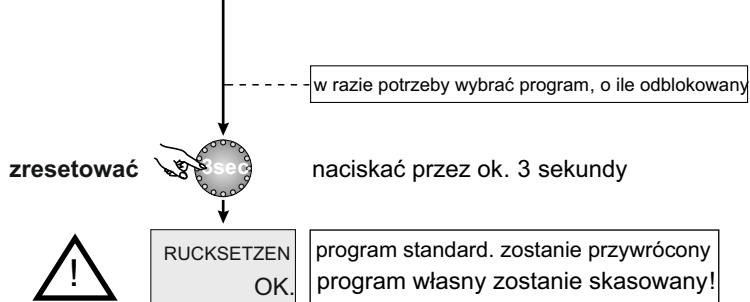 w razie potrzeby wybrać program, o ile odblokowany
zresetować 3sec naciskać przez ok. 3 sekundy
! RUCKSETZEN program standard. zostanie przywrócony
OK. program własny zostanie skasowany!